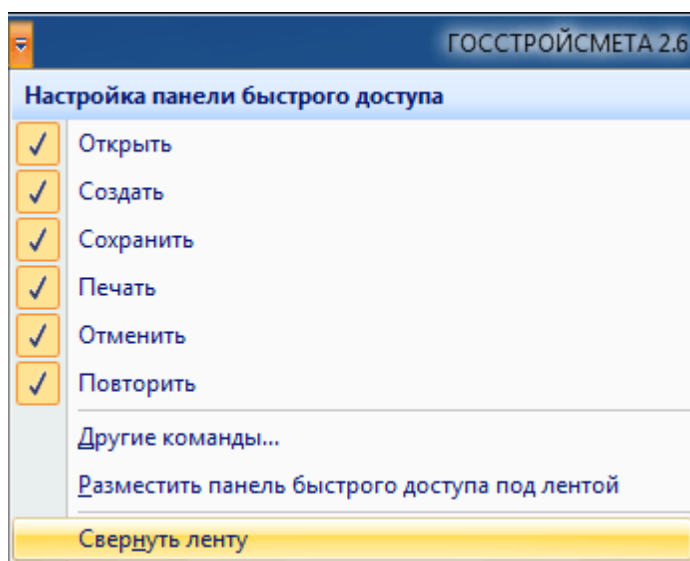 ГОССТРОЙСМЕТА 2.6
Настройка панели быстрого доступа
Открыть
Создать
Сохранить
Печать
Отменить
Повторить
Другие команды...
Разместить панель быстрого доступа под лентой
Свернуть ленту